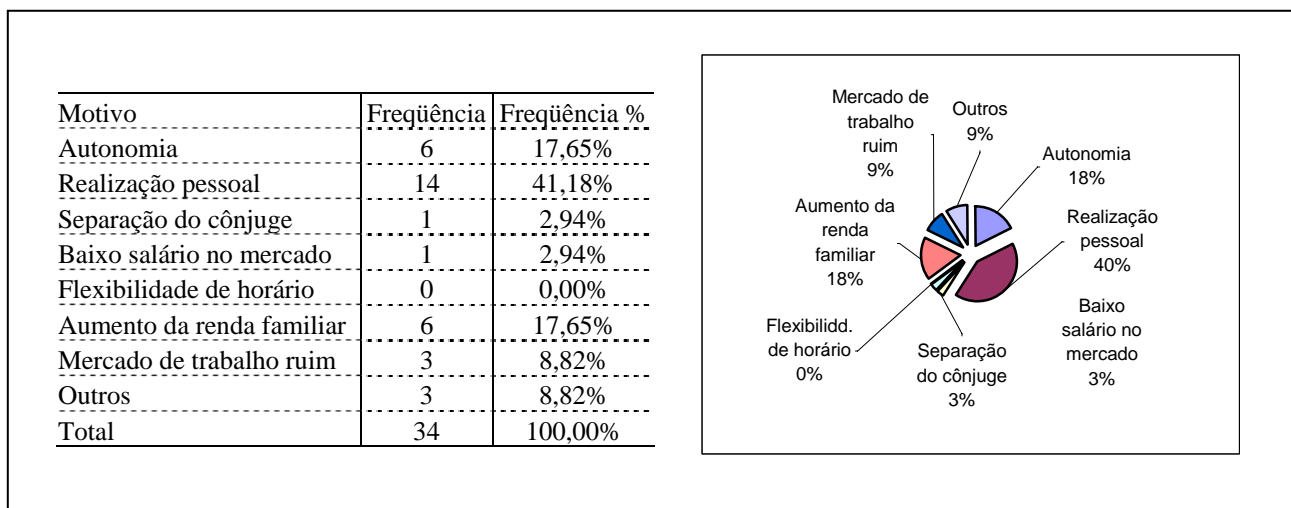 Motivo Freqüência Freqüência %
Autonomia 6 17,65%
Realização pessoal 14 41,18%
Separação do cônjuge 1 2,94%
Baixo salário no mercado 1 2,94%
Flexibilidade de horário 0 0,00%
Aumento da renda familiar 6 17,65%
Mercado de trabalho ruim 3 8,82%
Outros 3 8,82%
Total 34 100,00%
Mercado de
trabalho
ruim
9%
Outros
9%
Autonomia
18%
Realização
pessoal
40%
Baixo
salário no
mercado
3%
Separação
do cônjuge
3%
Flexibilidd.
de horário
0%
Aumento da
renda
familiar
18%